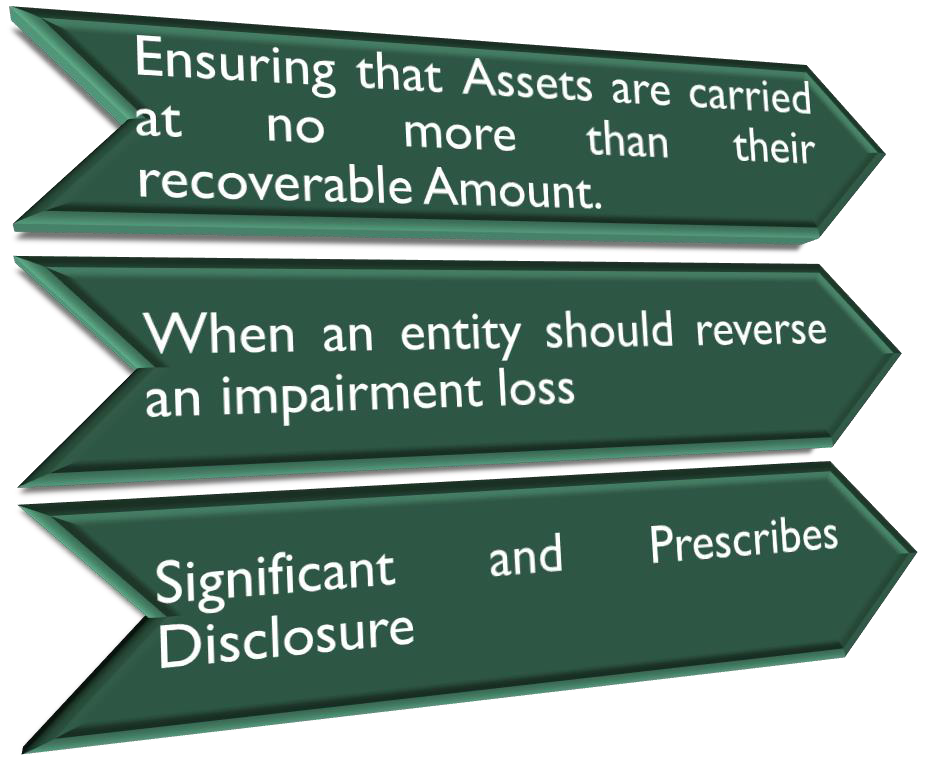 Ensuring that Assets are carried
at no more than their
recoverable Amount.
When an entity should reverse
an impairment loss
Significant and Prescribes
Disclosure